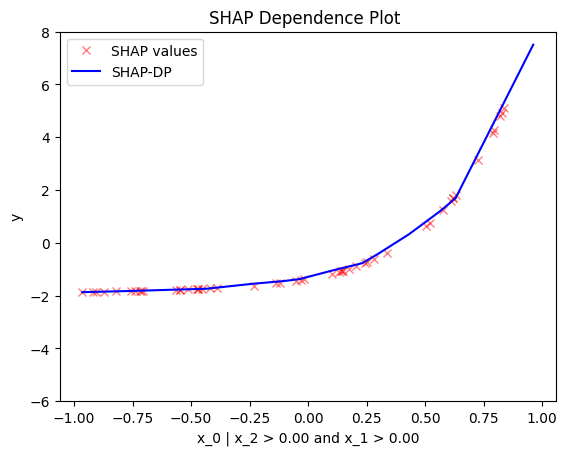 SHAP Dependence Plot
SHAP values
SHAP-DP
8
6
4
2
0
−2
−4
−6
y
−1.00 −0.75 −0.50 −0.25 0.00 0.25 0.50 0.75 1.00
x_0 | x_2 > 0.00 and x_1 > 0.00